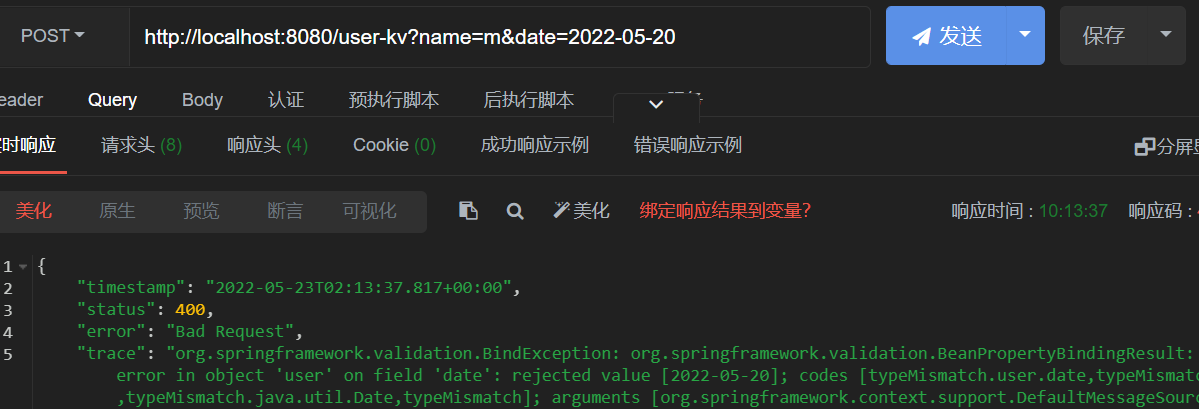 POST
http://localhost:8080/user-kv?name=m&date=2022-05-20
发送
保存
eader Query Body 认证 预执行脚本 后执行脚本
时响应 请求头 (8) 响应头 (4) Cookie (0) 成功响应示例 错误响应示例 分屏显
美化 原生 预览 断言 可视化 美化 绑定响应结果到变量? 响应时间 : 10:13:37 响应码 :
1 {
2 "timestamp": "2022-05-23T02:13:37.817+00:00",
3 "status": 400,
4 "error": "Bad Request",
5 "trace": "org.springframework.validation.BindException: org.springframework.validation.BeanPropertyBindingResult:
error in object 'user' on field 'date': rejected value [2022-05-20]; codes [typeMismatch.user.date,typeMismatc
,typeMismatch.java.util.Date,typeMismatch]; arguments [org.springframework.context.support.DefaultMessageSourc